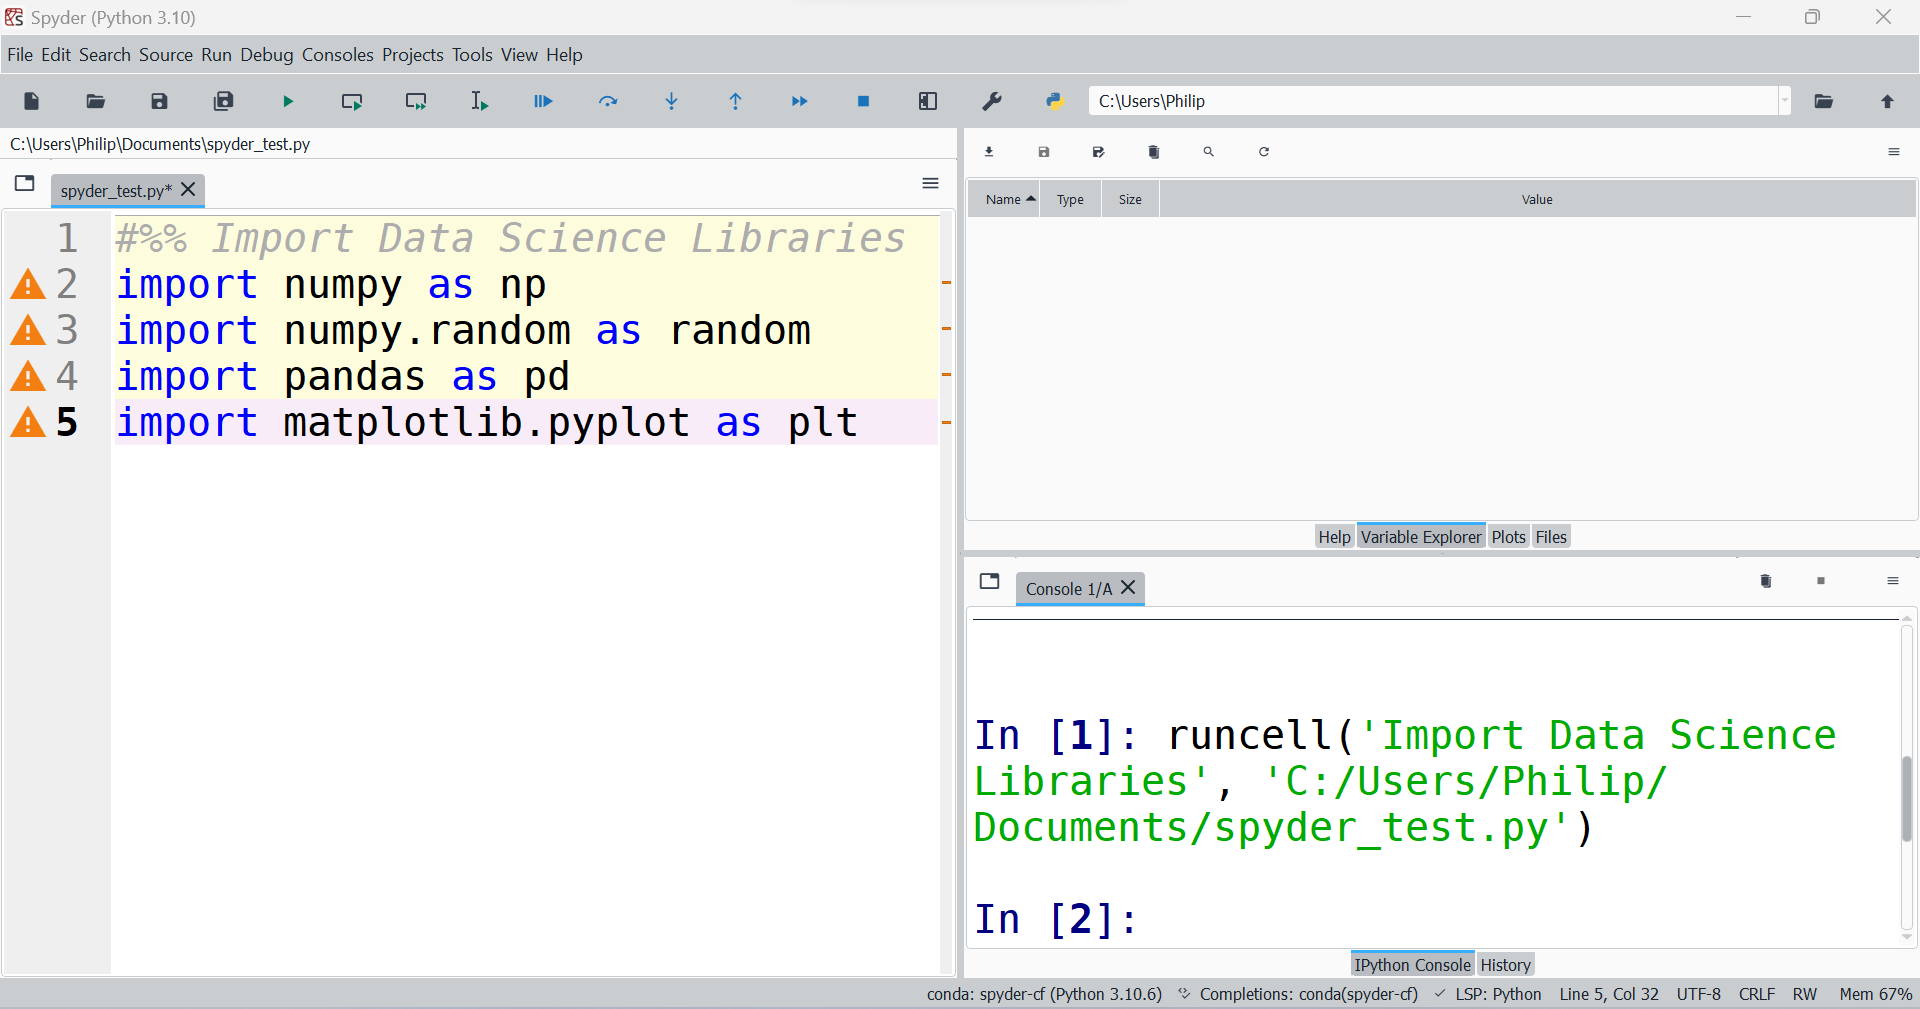 Spyder (Python 3.10)
File Edit Search Source Run Debug Consoles Projects Tools View Help
C:\Users\Philip
C:\Users\Philip\Documents\spyder_test.py
spyder_test.py*
1 #%% Import Data Science Libraries
2 import numpy as np
3 import numpy.random as random
4 import pandas as pd
5 import matplotlib.pyplot as plt
Name Type Size Value
Help Variable Explorer Plots Files
Console 1/A
In [1]: runcell('Import Data Science
Libraries', 'C:/Users/Philip/
Documents/spyder_test.py')
In [2]:
IPython Console History
conda: spyder-cf (Python 3.10.6) Completions: conda(spyder-cf) ✓ LSP: Python Line 5, Col 32 UTF-8 CRLF RW Mem 67%